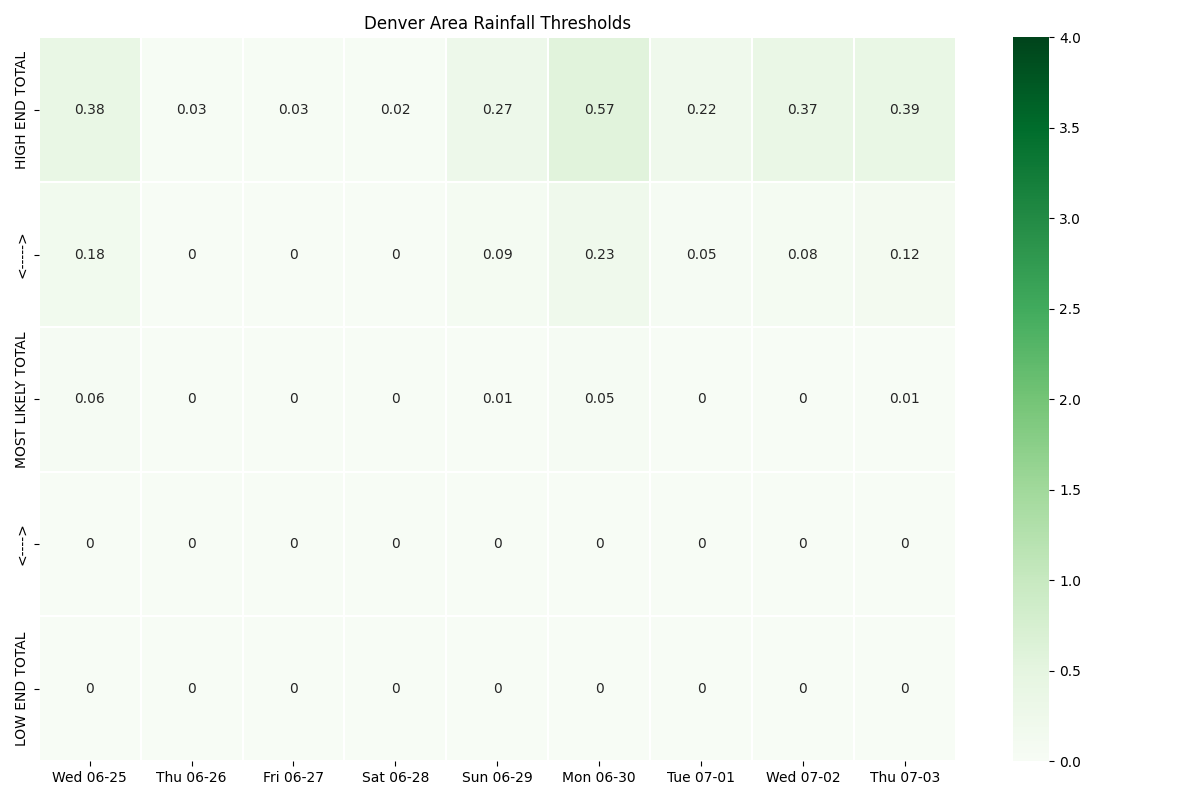 Denver Area Rainfall Thresholds
HIGH END TOTAL
0.38 0.03 0.03 0.02 0.27 0.57 0.22 0.37 0.39
<----->
0.18 0 0 0 0.09 0.23 0.05 0.08 0.12
MOST LIKELY TOTAL
0.06 0 0 0 0.01 0.05 0 0 0.01
<---->
0 0 0 0 0 0 0 0 0
LOW END TOTAL
0 0 0 0 0 0 0 0 0
Wed 06-25 Thu 06-26 Fri 06-27 Sat 06-28 Sun 06-29 Mon 06-30 Tue 07-01 Wed 07-02 Thu 07-03
4.0
3.5
3.0
2.5
2.0
1.5
1.0
0.5
0.0